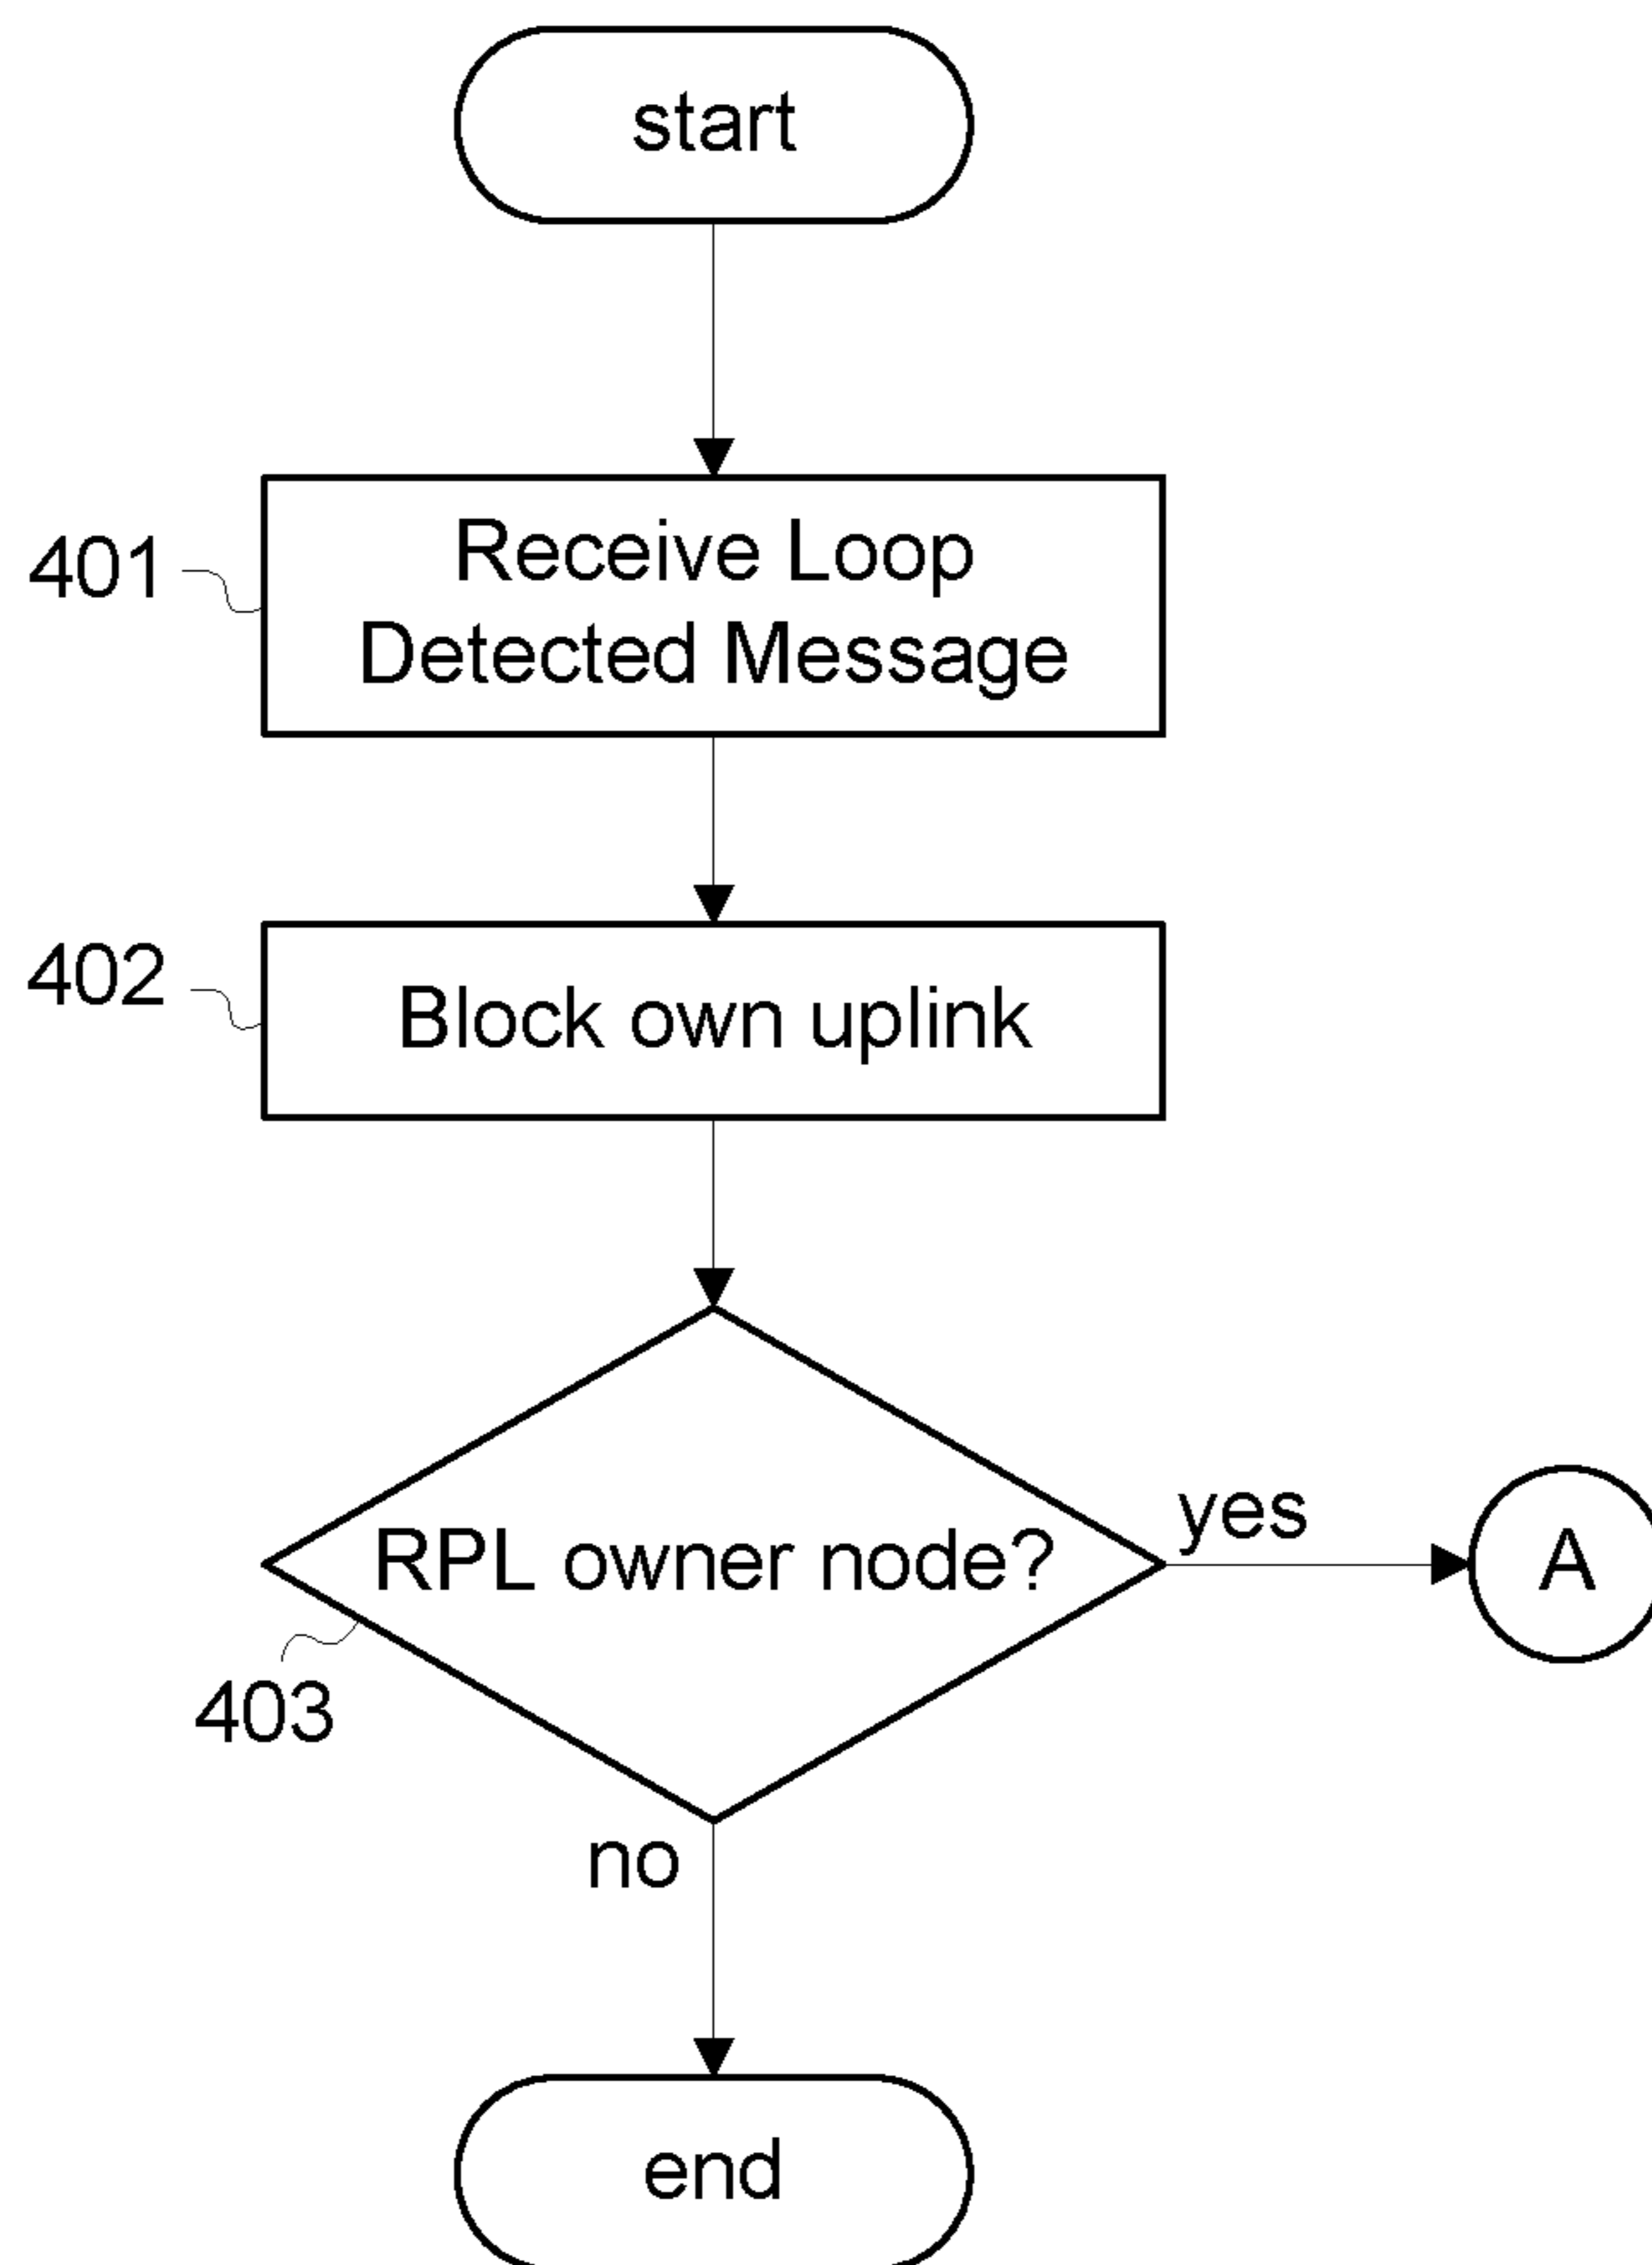 start
401
Receive Loop
Detected Message
402
Block own uplink
RPL owner node?
yes
A
403
no
end